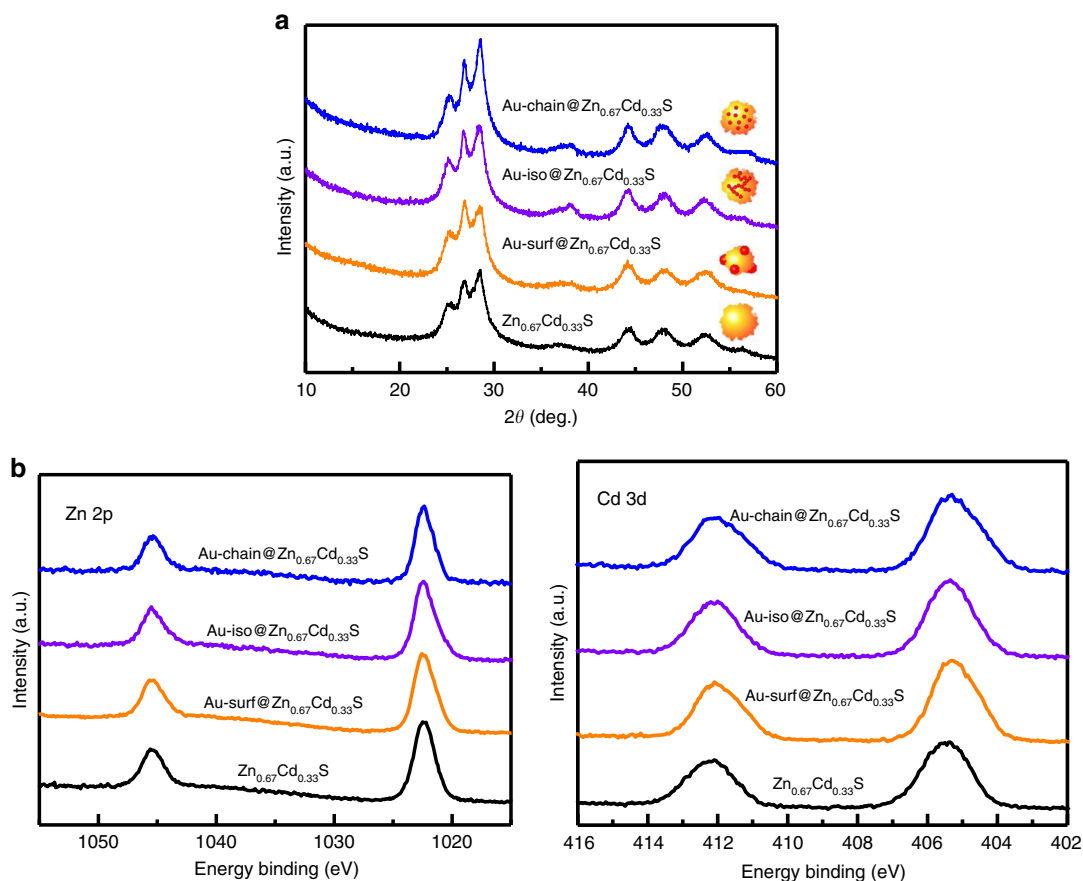 a
Au-chain@Zn0.67Cd0.33S
Au-iso@Zn0.67Cd0.33S
Au-surf@Zn0.67Cd0.33S
Zn0.67Cd0.33S
Intensity (a.u.)
10 20 30 40 50 60
2θ (deg.)
b
Zn 2p
Au-chain@Zn0.67Cd0.33S
Au-iso@Zn0.67Cd0.33S
Au-surf@Zn0.67Cd0.33S
Zn0.67Cd0.33S
Intensity (a.u.)
1050 1040 1030 1020
Energy binding (eV)
Cd 3d
Au-chain@Zn0.67Cd0.33S
Au-iso@Zn0.67Cd0.33S
Au-surf@Zn0.67Cd0.33S
Zn0.67Cd0.33S
Intensity (a.u.)
416 414 412 410 408 406 404 402
Energy binding (eV)